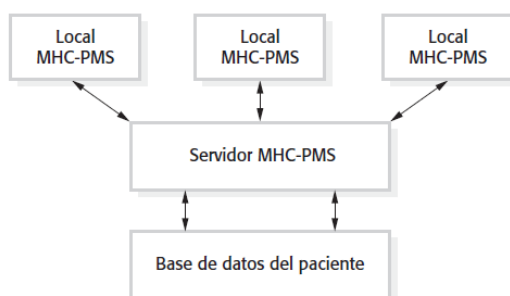 Local
MHC-PMS
Local
MHC-PMS
Local
MHC-PMS
Servidor MHC-PMS
Base de datos del paciente